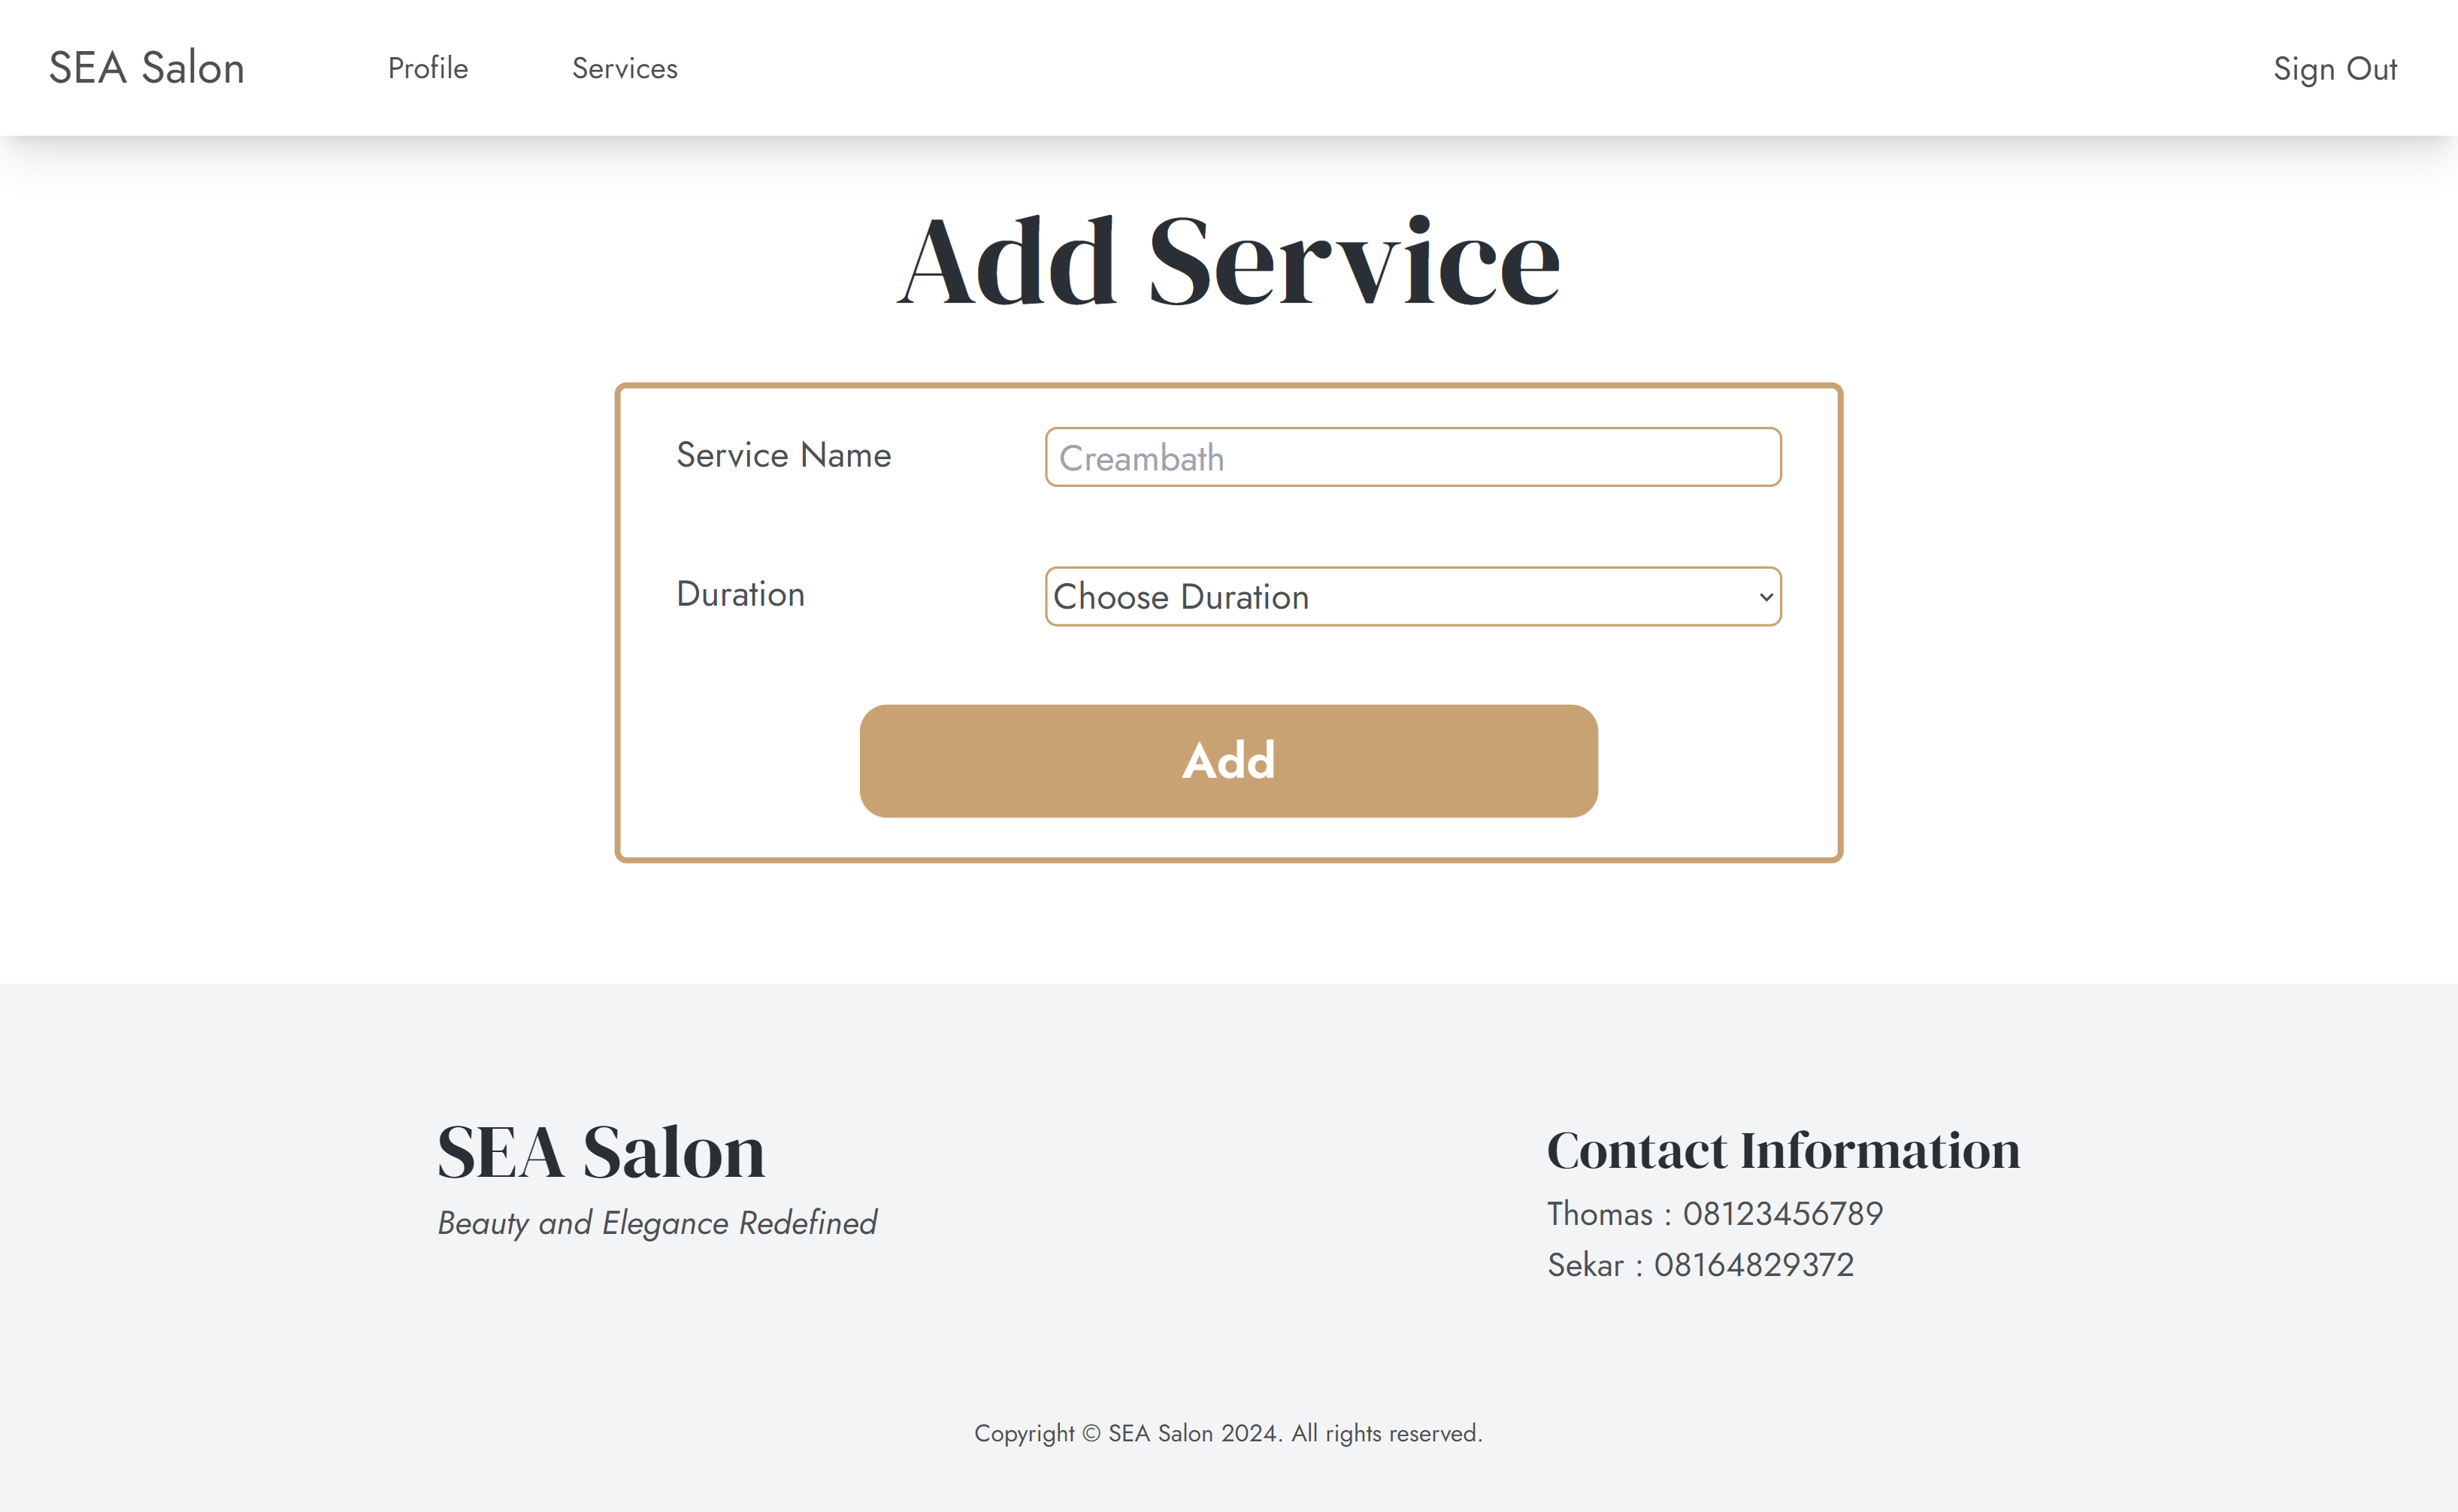 SEA Salon Profile Services Sign Out
Add Service
Service Name Creambath
Duration Choose Duration
Add
SEA Salon
Beauty and Elegance Redefined
Contact Information
Thomas : 08123456789
Sekar : 08164829372
Copyright © SEA Salon 2024. All rights reserved.